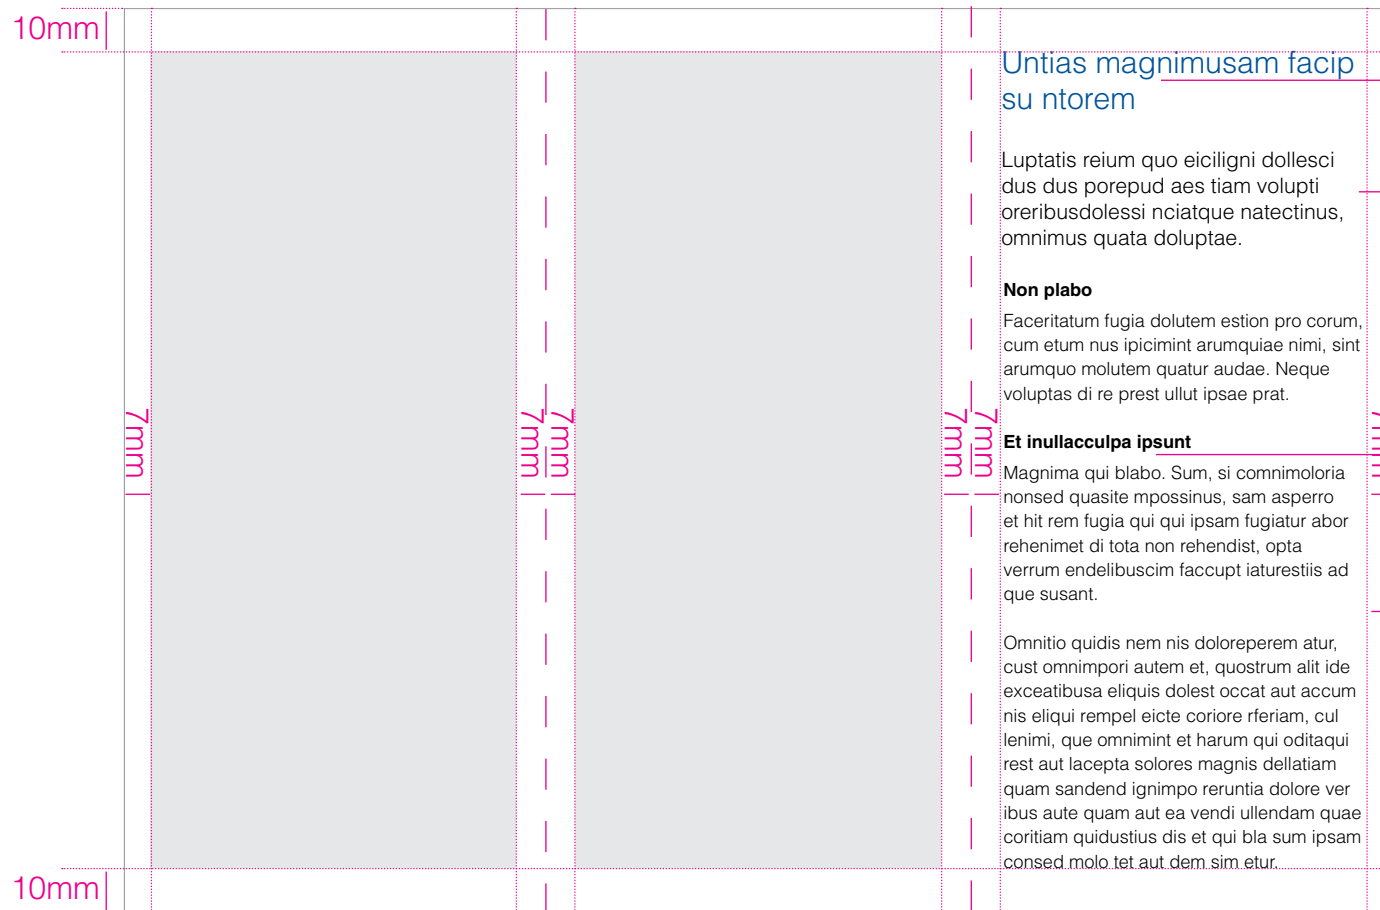 10mm
Untias magnimusam facip
su ntorem
Luptatis reium quo eiciligni dollesci
dus dus porepud aes tiam volupti
oreribusdolessi nciatque natectinus,
omnimus quata doluptae.
Non plabo
Faceritatum fugia dolutem estion pro corum,
cum etum nus ipicimint arumquiae nimi, sint
arumquo molutem quatur audae. Neque
voluptas di re prest ullut ipsae prat.
7mm
7mm
7mm
7mm
7mm
Et inullacculpa ipsunt
Magnima qui blabo. Sum, si comnimoloria
nonsed quasite mpossinus, sam asperro
et hit rem fugia qui qui ipsam fugiatur abor
rehenimet di tota non rehendist, opta
verrum endelibuscim faccupt iaturestiis ad
que susant.
Omnitio quidis nem nis doloreperem atur,
cust omnimpori autem et, quostrum alit ide
exceatibusa eliquis dolest occat aut accum
nis eliqui rempel eicte coriore rferiam, cul
lenimi, que omnimint et harum qui oditaqui
rest aut lacepta solores magnis dellatiam
quam sandend ignimpo reruntia dolore ver
ibus aute quam aut ea vendi ullendam quae
coritiam quidustius dis et qui bla sum ipsam
consed molo tet aut dem sim etur.
10mm